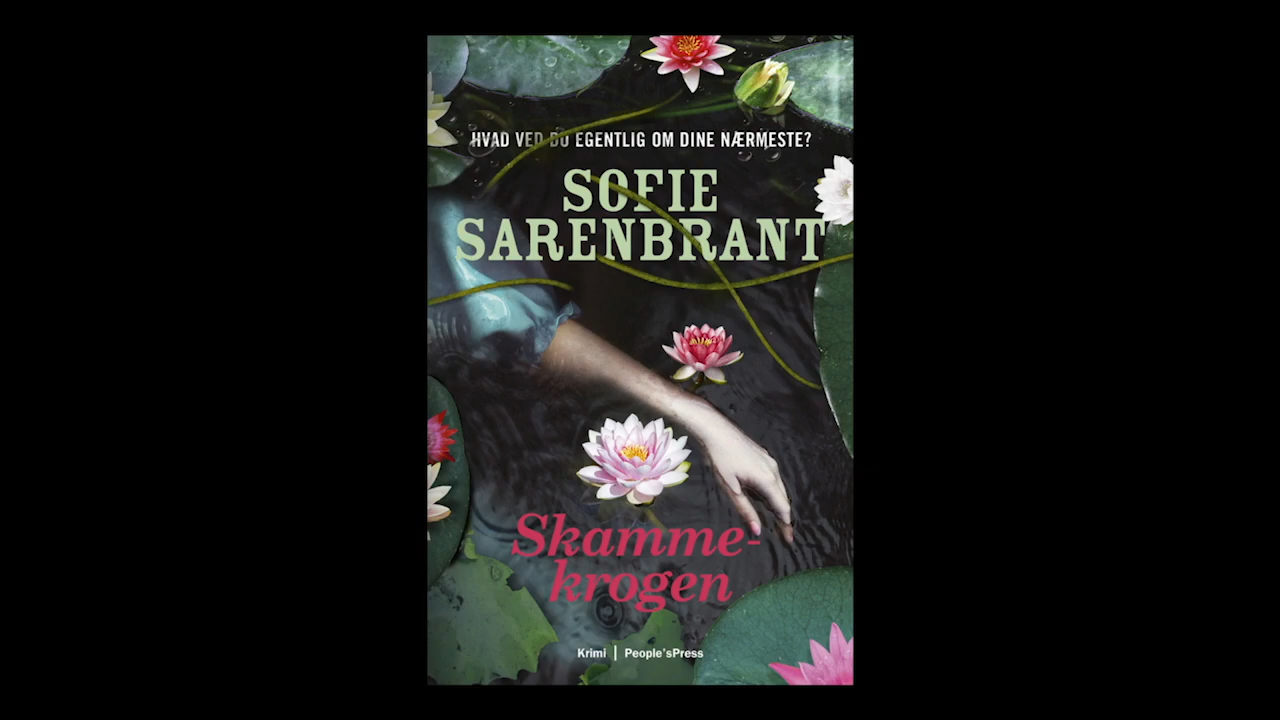 HVAD VED DU EGENTLIG OM DINE NÆRMESTE?
SOFIE
SARENBRANT
Skamme-
krogen
Krimi | People'sPress